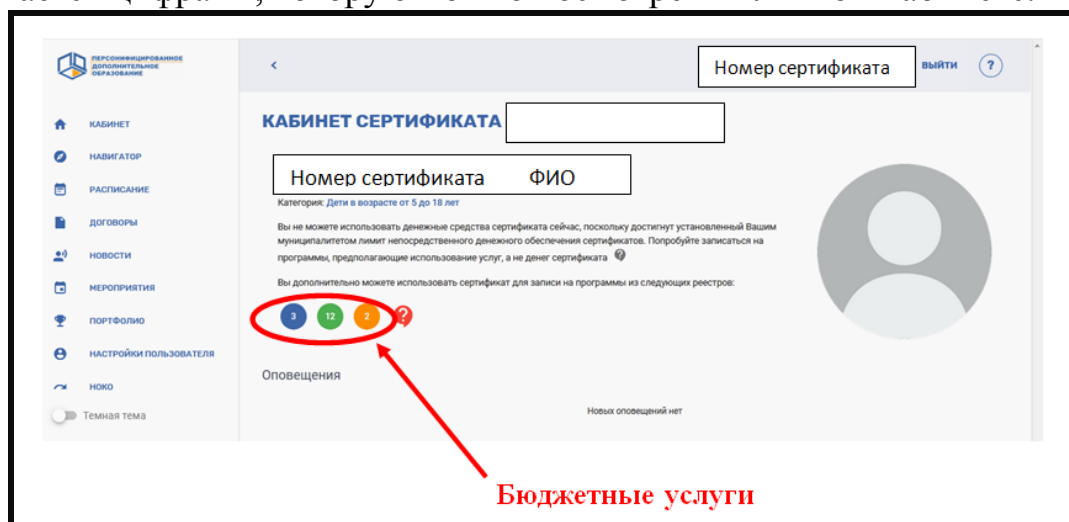 ПЕРСОНИФИЦИРОВАННОЕ
ДОПОЛНИТЕЛЬНОЕ
ОБРАЗОВАНИЕ
<
Номер сертификата
ВЫЙТИ
?
КАБИНЕТ
НАВИГАТОР
РАСПИСАНИЕ
ДОГОВОРЫ
НОВОСТИ
МЕРОПРИЯТИЯ
ПОРТФОЛИО
НАСТРОЙКИ ПОЛЬЗОВАТЕЛЯ
НОКО
Темная тема
КАБИНЕТ СЕРТИФИКАТА
Номер сертификата ФИО
Категория: Дети в возрасте от 5 до 18 лет
Вы не можете использовать денежные средства сертификата сейчас, поскольку достигнут установленный Вашим
муниципалитетом лимит непосредственного денежного обеспечения сертификатов. Попробуйте записаться на
программы, предполагающие использование услуг, а не денег сертификата ?
Вы дополнительно можете использовать сертификат для записи на программы из следующих реестров:
3 12 2 ?
Оповещения
Новых оповещений нет
Бюджетные услуги